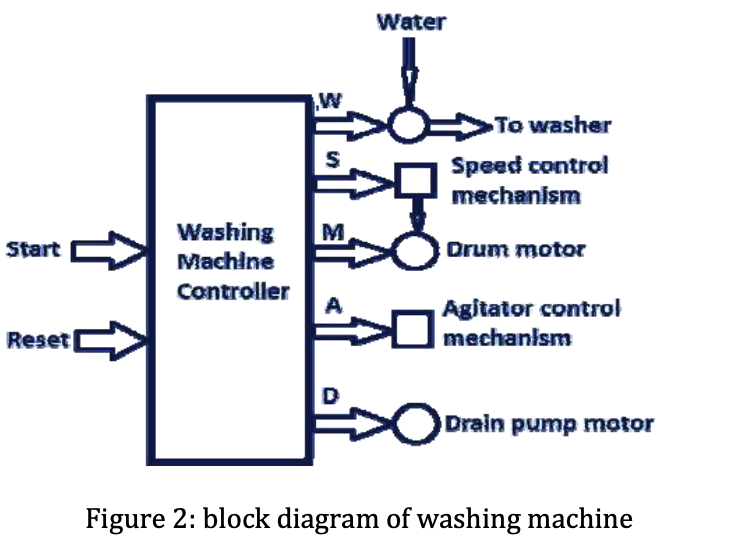 Water
W
To washer
S
Speed control
mechanism
Start
Washing
Machine
Controller
M
Drum motor
Reset
A
Agitator control
mechanism
D
Drain pump motor
Figure 2: block diagram of washing machine